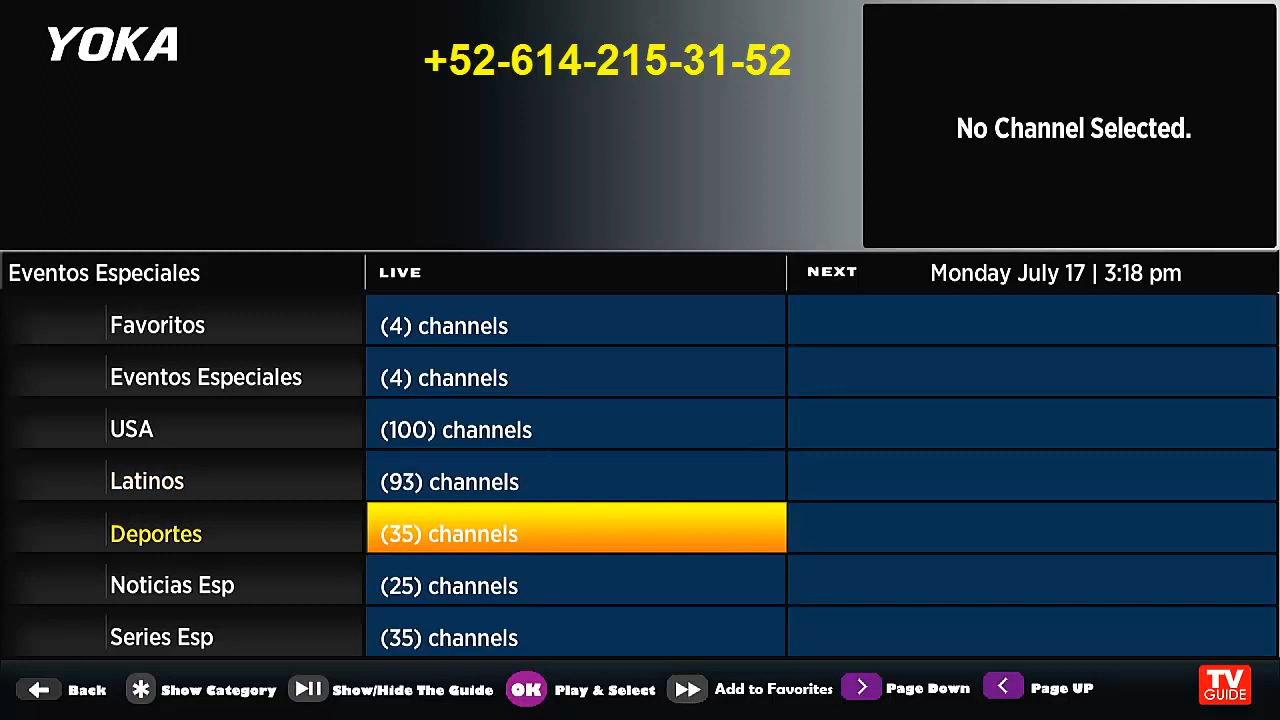 YOKA
+52-614-215-31-52
No Channel Selected.
Eventos Especiales LIVE NEXT Monday July 17 | 3:18 pm
Favoritos (4) channels
Eventos Especiales (4) channels
USA (100) channels
Latinos (93) channels
Deportes (35) channels
Noticias Esp (25) channels
Series Esp (35) channels
Back * Show Category Show/Hide The Guide OK Play & Select Add to Favorites > Page Down < Page UP TV GUIDE